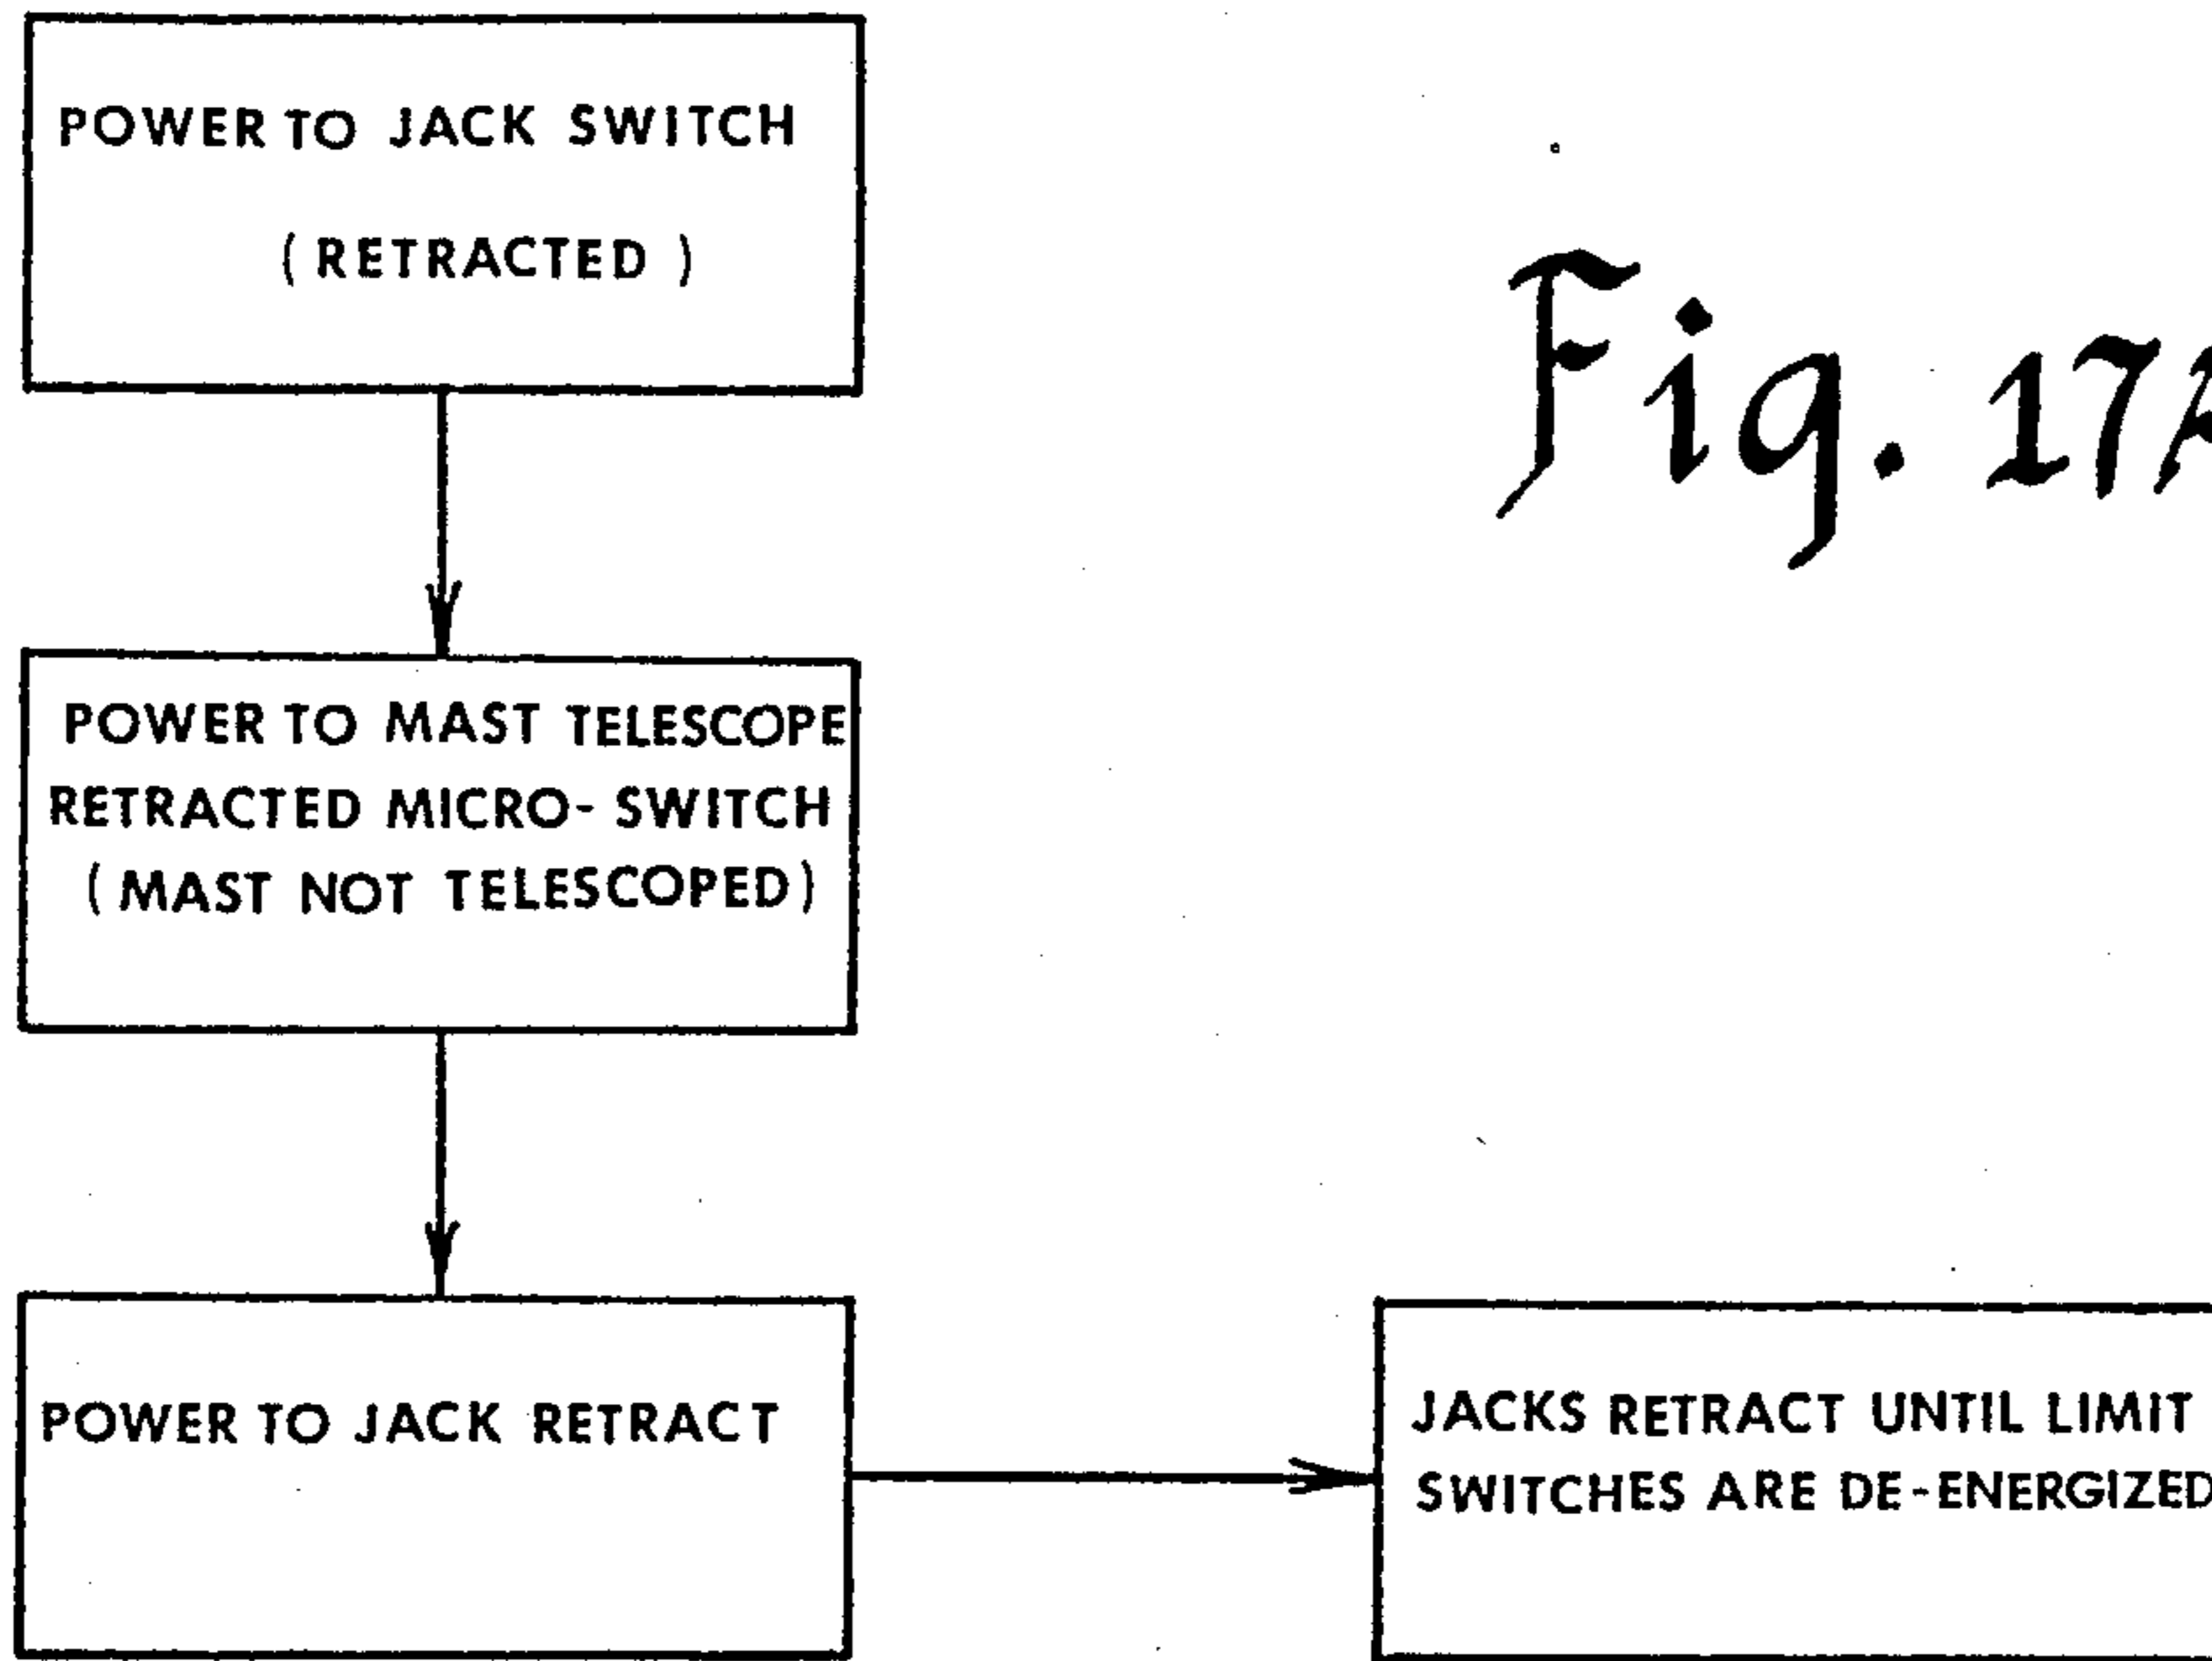 POWER TO JACK SWITCH
( RETRACTED )
Fig. 17A
POWER TO MAST TELESCOPE
RETRACTED MICRO- SWITCH
( MAST NOT TELESCOPED )
POWER TO JACK RETRACT
JACKS RETRACT UNTIL LIMIT
SWITCHES ARE DE-ENERGIZED